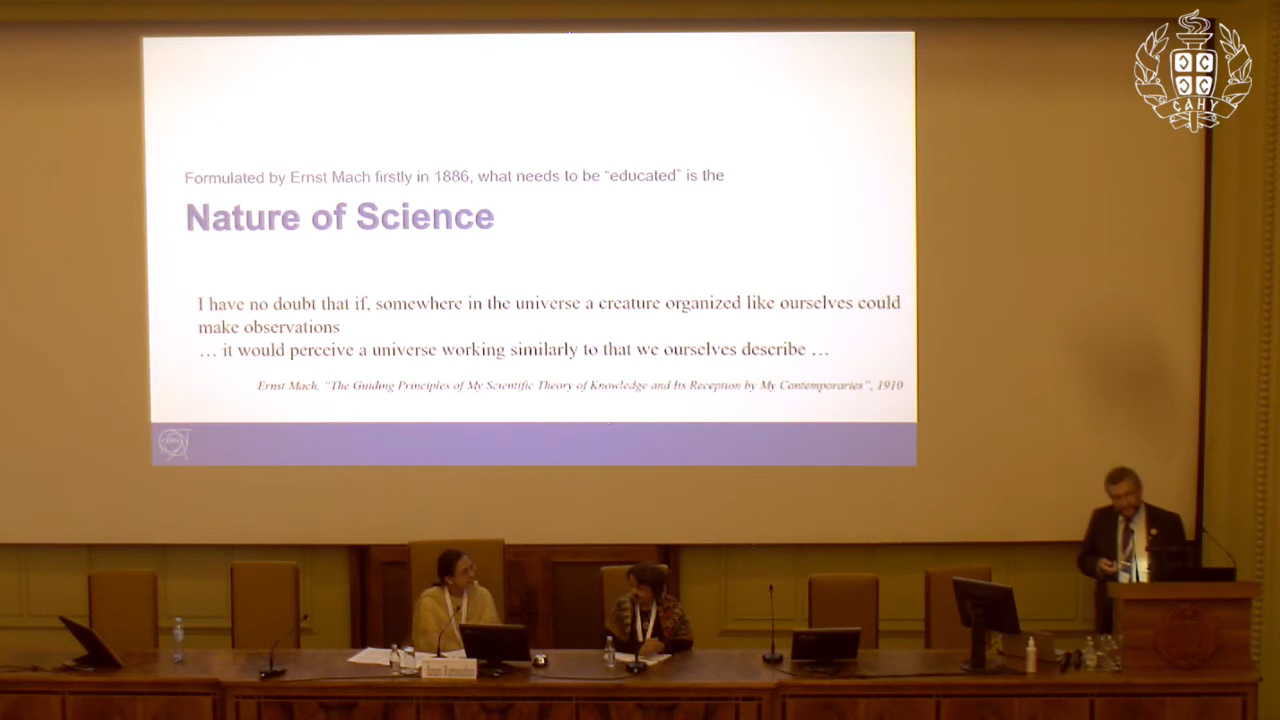 Formulated by Ernst Mach firstly in 1886, what needs to be “educated” is the
Nature of Science
I have no doubt that if, somewhere in the universe a creature organized like ourselves could
make observations
… it would perceive a universe working similarly to that we ourselves describe …
Ernst Mach, “The Guiding Principles of My Scientific Theory of Knowledge and Its Reception by My Contemporaries”, 1910
CERN
САНУ